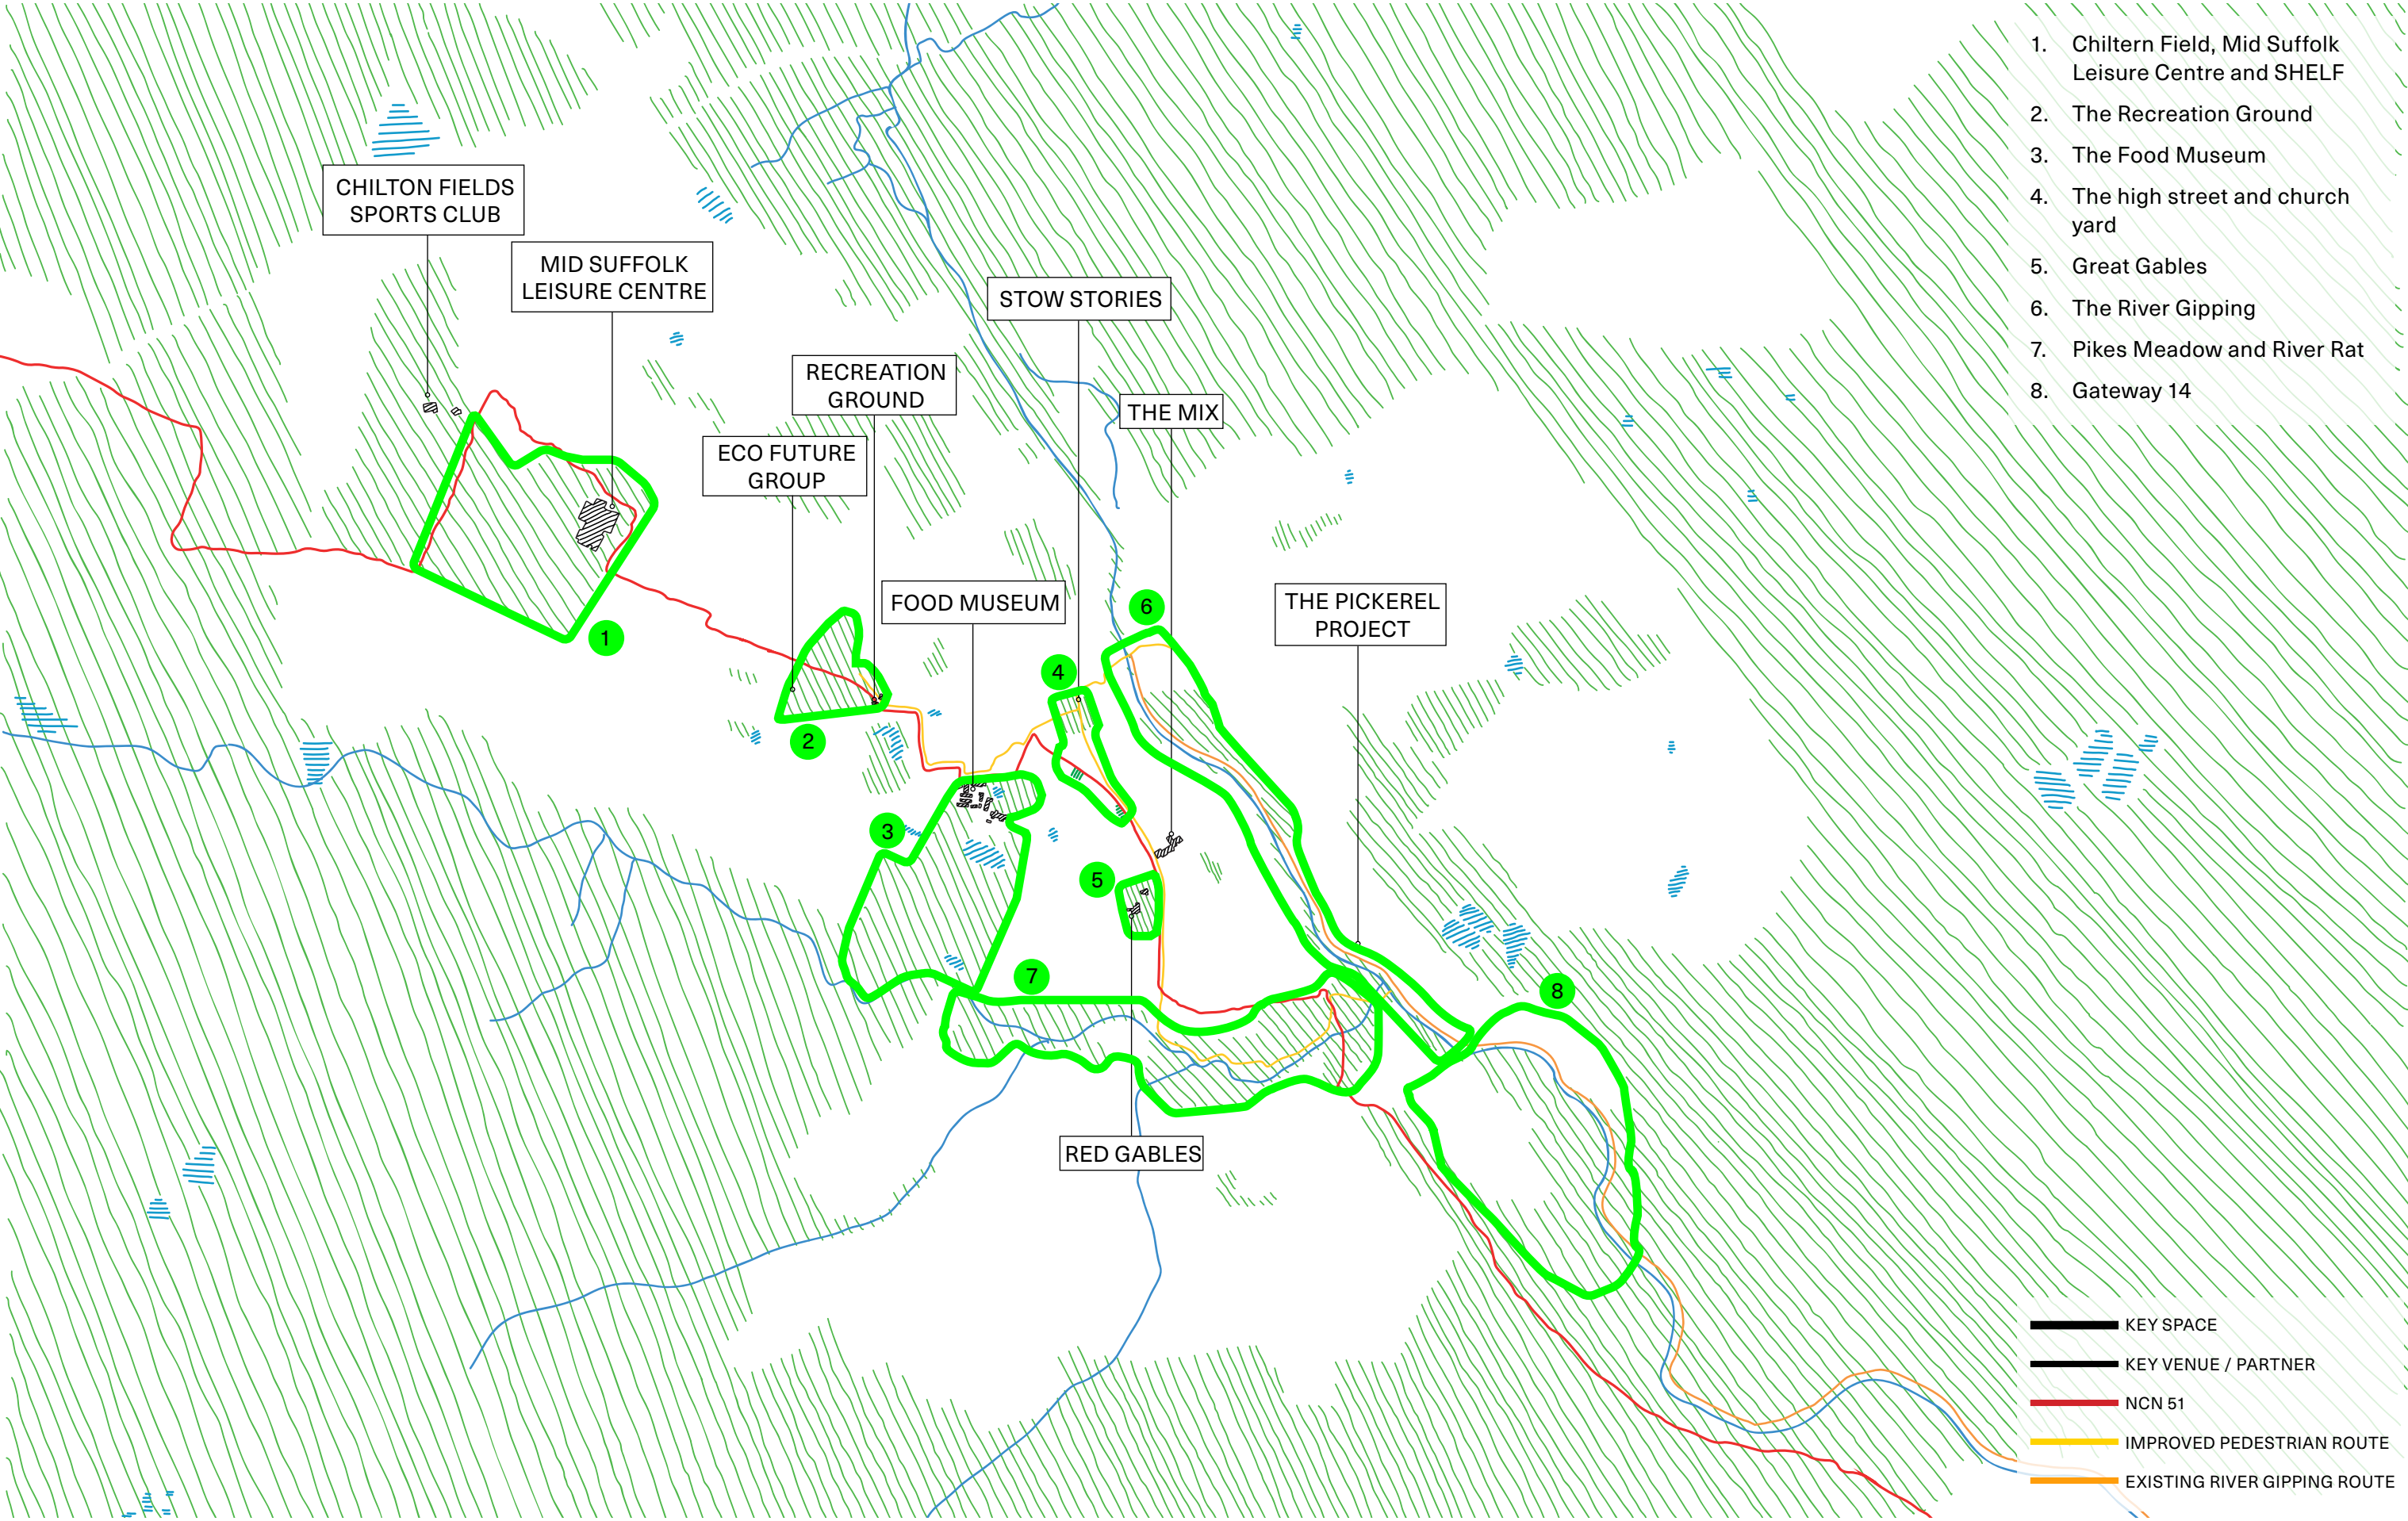 1. Chiltern Field, Mid Suffolk
Leisure Centre and SHELF
2. The Recreation Ground
3. The Food Museum
4. The high street and church
yard
5. Great Gables
6. The River Gipping
7. Pikes Meadow and River Rat
8. Gateway 14
CHILTON FIELDS
SPORTS CLUB
MID SUFFOLK
LEISURE CENTRE
STOW STORIES
RECREATION
GROUND
THE MIX
ECO FUTURE
GROUP
FOOD MUSEUM
THE PICKEREL
PROJECT
6
1
4
2
3
5
7
8
RED GABLES
KEY SPACE
KEY VENUE / PARTNER
NCN 51
IMPROVED PEDESTRIAN ROUTE
EXISTING RIVER GIPPING ROUTE